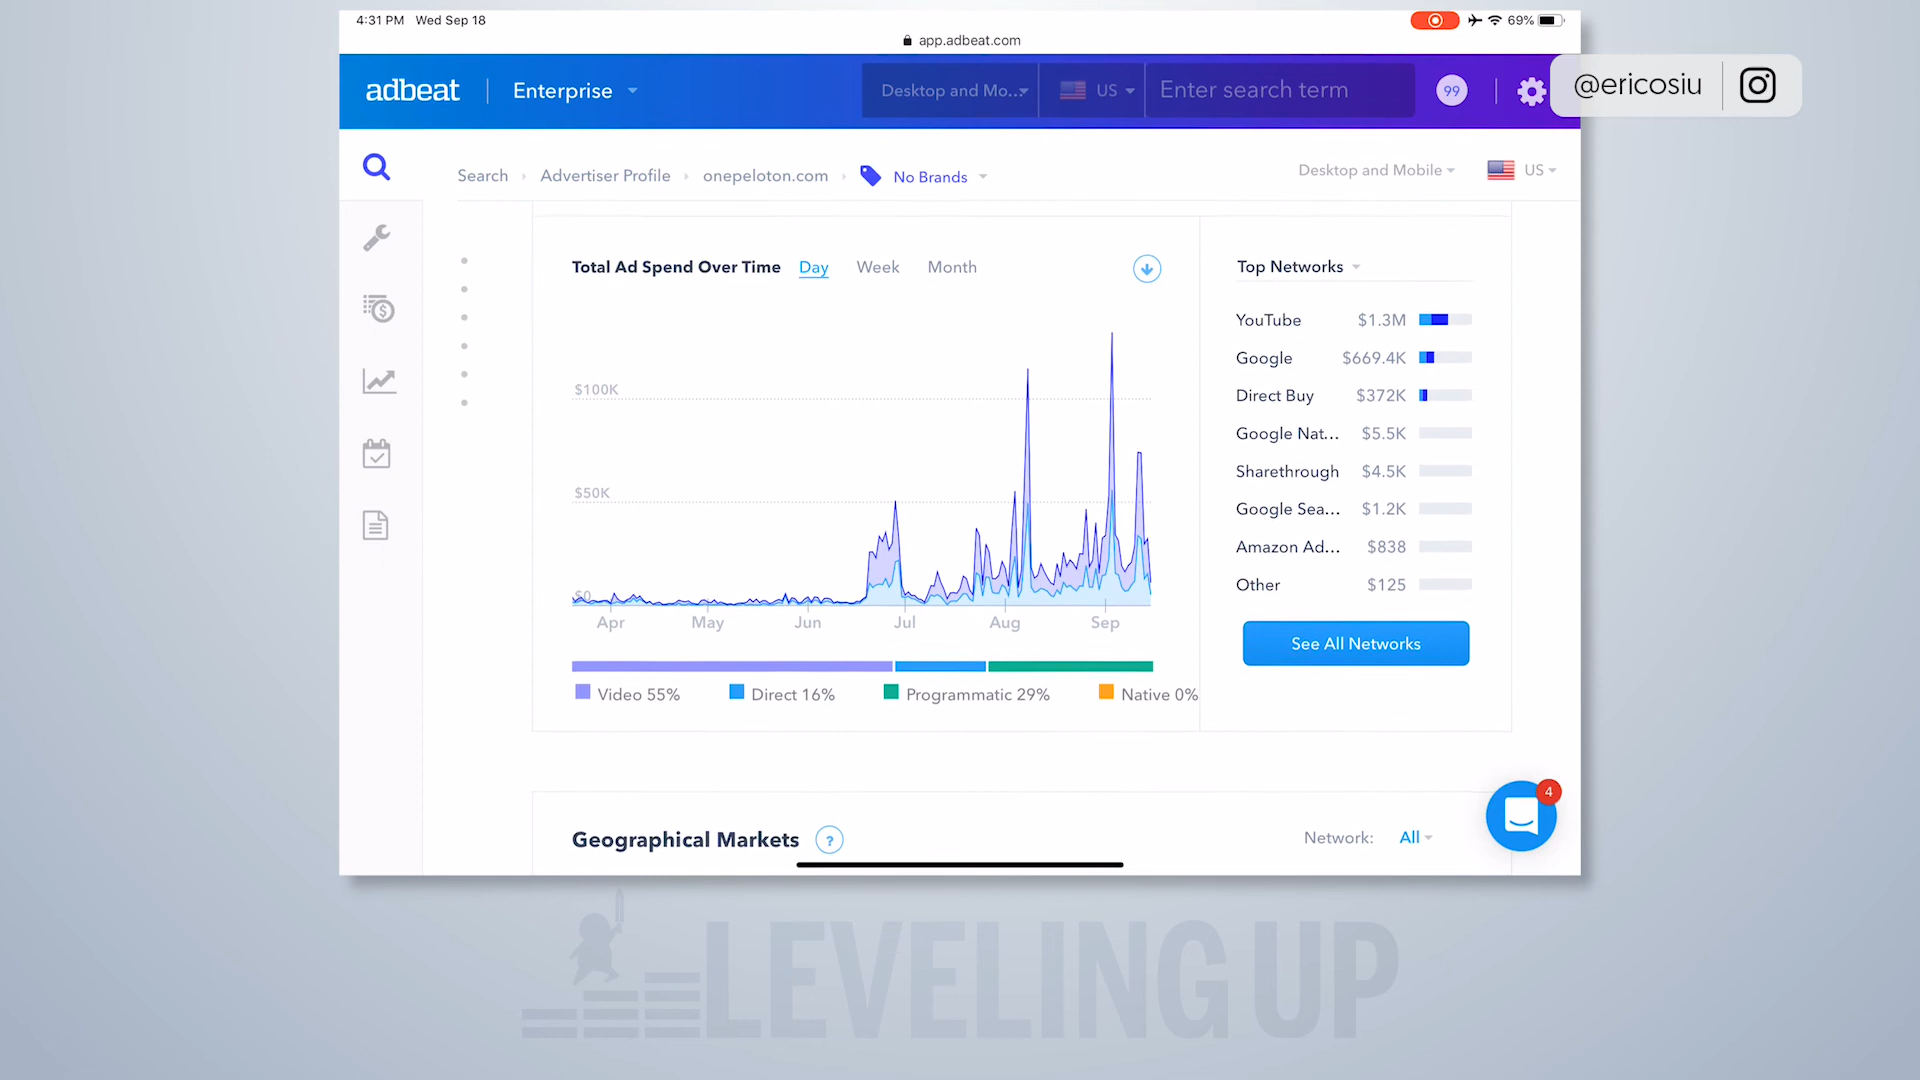 4:31 PM Wed Sep 18
69%
app.adbeat.com
adbeat Enterprise Desktop and Mo... US Enter search term 99
@ericosiu
Search Advertiser Profile onepeloton.com No Brands Desktop and Mobile US
Total Ad Spend Over Time Day Week Month
$100K
$50K
$0
Apr May Jun Jul Aug Sep
Video 55% Direct 16% Programmatic 29% Native 0%
Top Networks
YouTube $1.3M
Google $669.4K
Direct Buy $372K
Google Nat... $5.5K
Sharethrough $4.5K
Google Sea... $1.2K
Amazon Ad... $838
Other $125
See All Networks
4
Geographical Markets ? Network: All
LEVELING UP